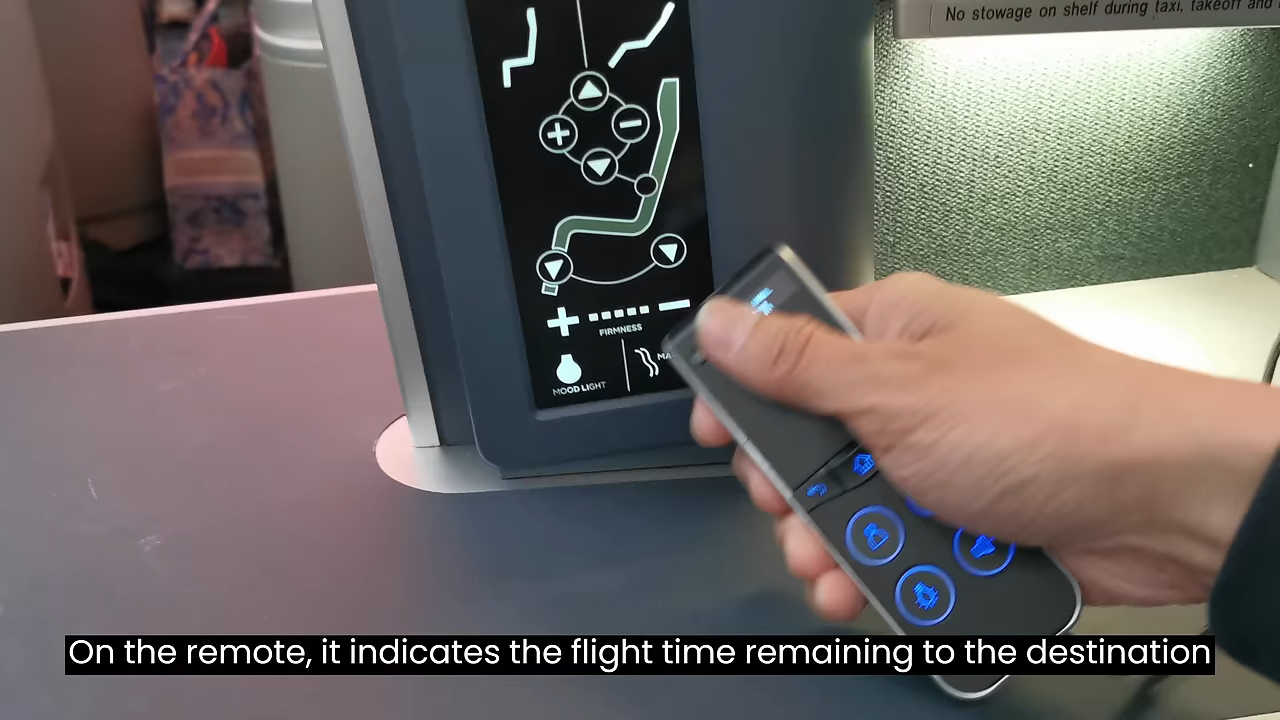 No stowage on shelf during taxi, takeoff and
FIRMNESS
MOOD LIGHT
On the remote, it indicates the flight time remaining to the destination